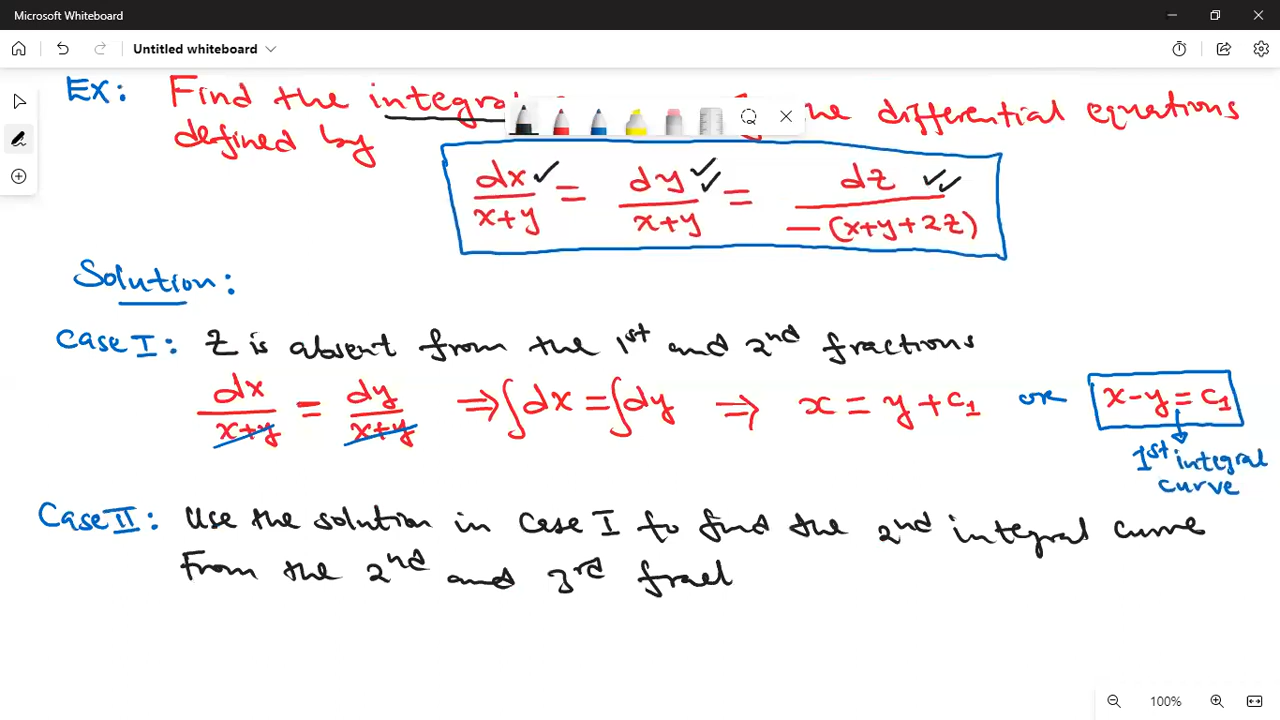 Microsoft Whiteboard
Untitled whiteboard
Ex: Find the integra he differential equations
defined by
dx/(x+y) = dy/(x+y) = dz/-(x+y+2z)
Solution:
Case I: Z is absent from the 1st and 2nd fractions
dx/(x+y) = dy/(x+y) ⇒ ∫dx = ∫dy ⇒ x = y + c₁ or x-y = c₁
1st integral
curve
Case II: Use the solution in case I to find the 2nd integral curve
From the 2nd and 3rd fract
100%